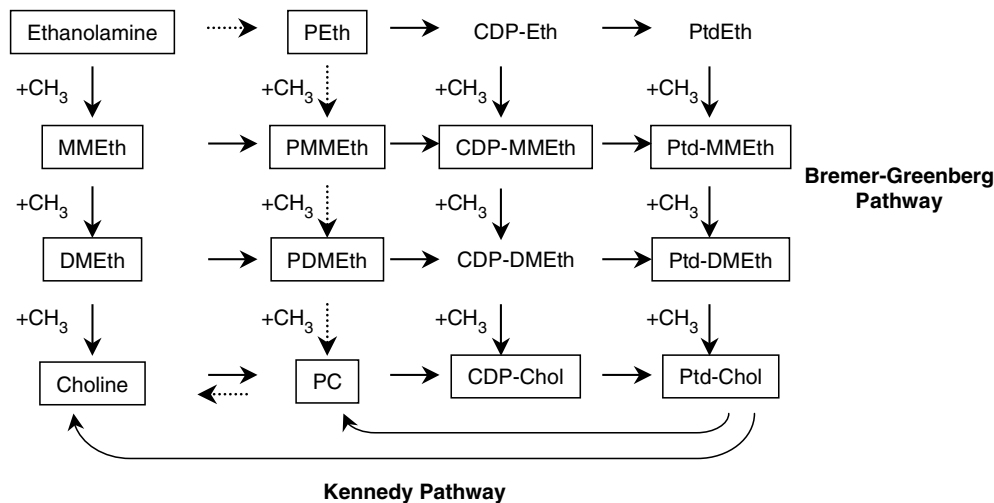 Ethanolamine PEth CDP-Eth PtdEth
+CH3 +CH3 +CH3 +CH3
MMEth PMMEth CDP-MMEth Ptd-MMEth
Bremer-Greenberg
Pathway
+CH3 +CH3 +CH3 +CH3
DMEth PDMEth CDP-DMEth Ptd-DMEth
+CH3 +CH3 +CH3 +CH3
Choline PC CDP-Chol Ptd-Chol
Kennedy Pathway